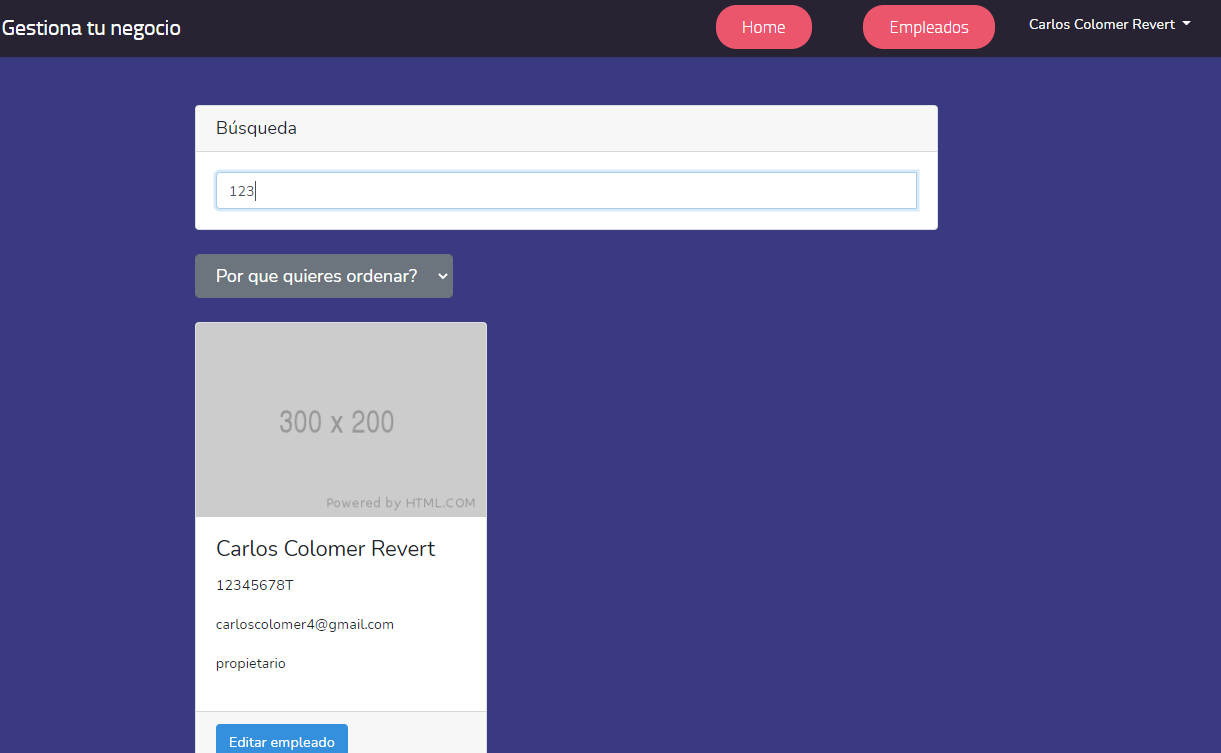 Gestiona tu negocio
Home
Empleados
Carlos Colomer Revert
Búsqueda
123
Por que quieres ordenar?
300 x 200
Powered by HTML.COM
Carlos Colomer Revert
12345678T
carloscolomer4@gmail.com
propietario
Editar empleado